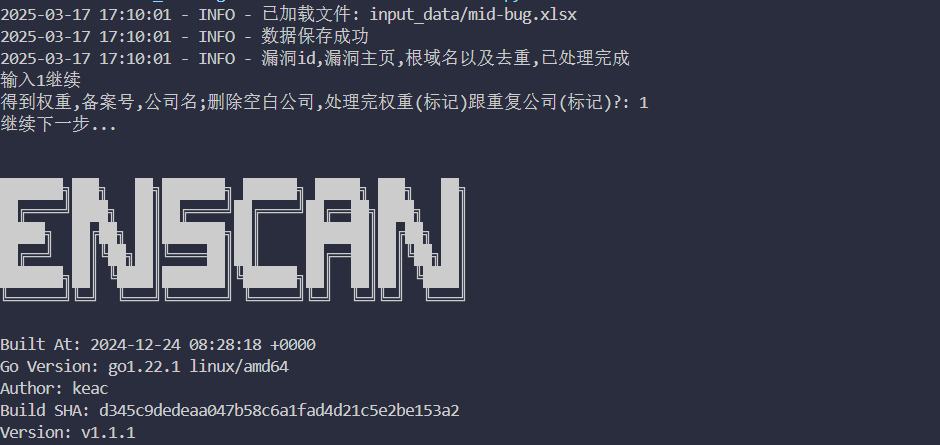 2025-03-17 17:10:01 - INFO - 已加载文件: input_data/mid-bug.xlsx
2025-03-17 17:10:01 - INFO - 数据保存成功
2025-03-17 17:10:01 - INFO - 漏洞id,漏洞主页,根域名以及去重,已处理完成
输入1继续
得到权重,备案号,公司名;删除空白公司,处理完权重(标记)跟重复公司(标记)?: 1
继续下一步...
ENSCAN
Built At: 2024-12-24 08:28:18 +0000
Go Version: go1.22.1 linux/amd64
Author: keac
Build SHA: d345c9dedeaa047b58c6a1fad4d21c5e2be153a2
Version: v1.1.1